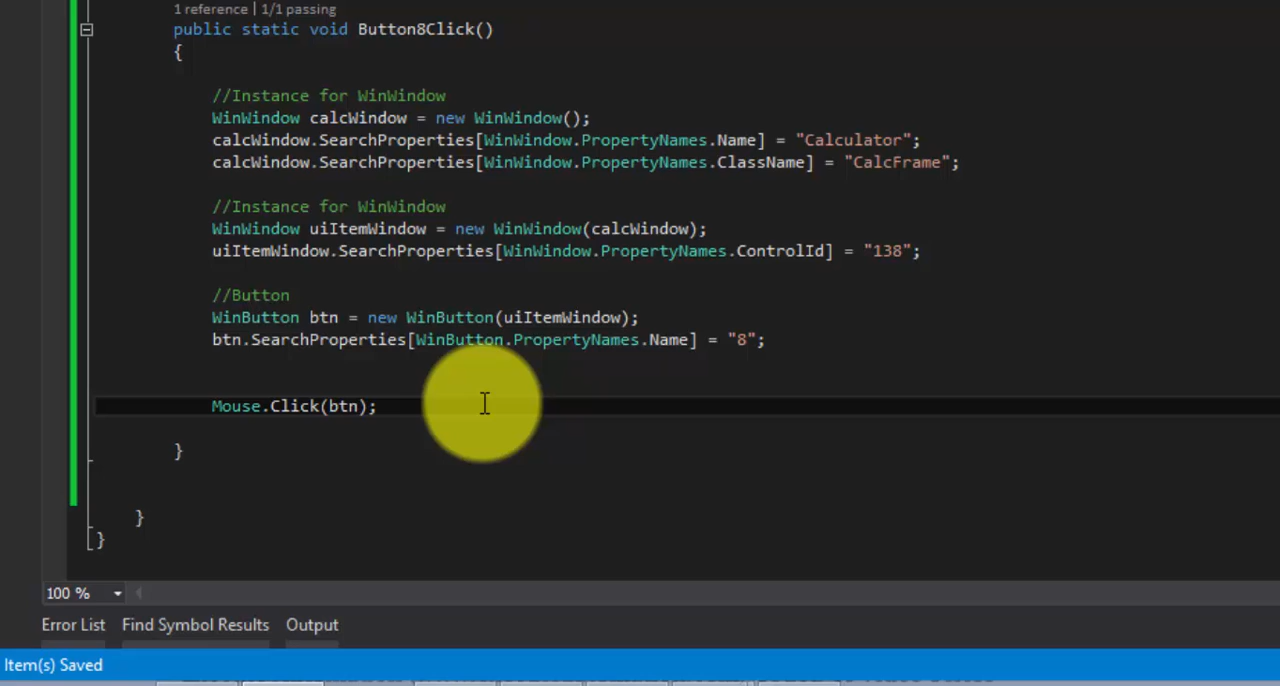 1 reference | 1/1 passing
public static void Button8Click()
{
//Instance for WinWindow
WinWindow calcWindow = new WinWindow();
calcWindow.SearchProperties[WinWindow.PropertyNames.Name] = "Calculator";
calcWindow.SearchProperties[WinWindow.PropertyNames.ClassName] = "CalcFrame";
//Instance for WinWindow
WinWindow uiItemWindow = new WinWindow(calcWindow);
uiItemWindow.SearchProperties[WinWindow.PropertyNames.ControlId] = "138";
//Button
WinButton btn = new WinButton(uiItemWindow);
btn.SearchProperties[WinButton.PropertyNames.Name] = "8";
Mouse.Click(btn);
}
}
}
100 %
Error List Find Symbol Results Output
Item(s) Saved